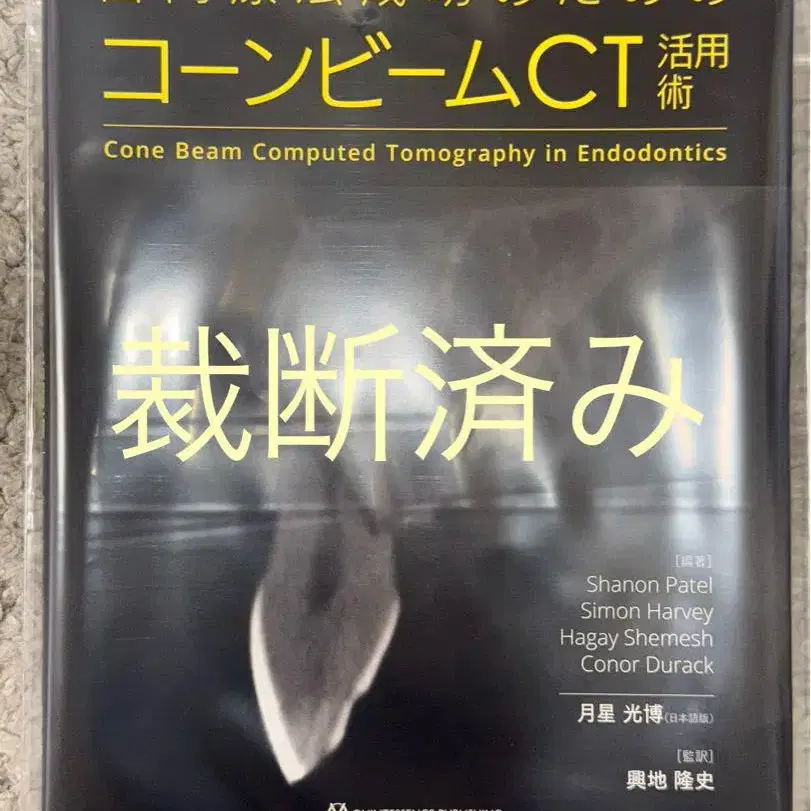 コーンビームCT 活用術
Cone Beam Computed Tomography in Endodontics
裁断済み
[編著]
Shanon Patel
Simon Harvey
Hagay Shemesh
Conor Durack
月星 光博(日本語版)
[監訳]
興地 隆史